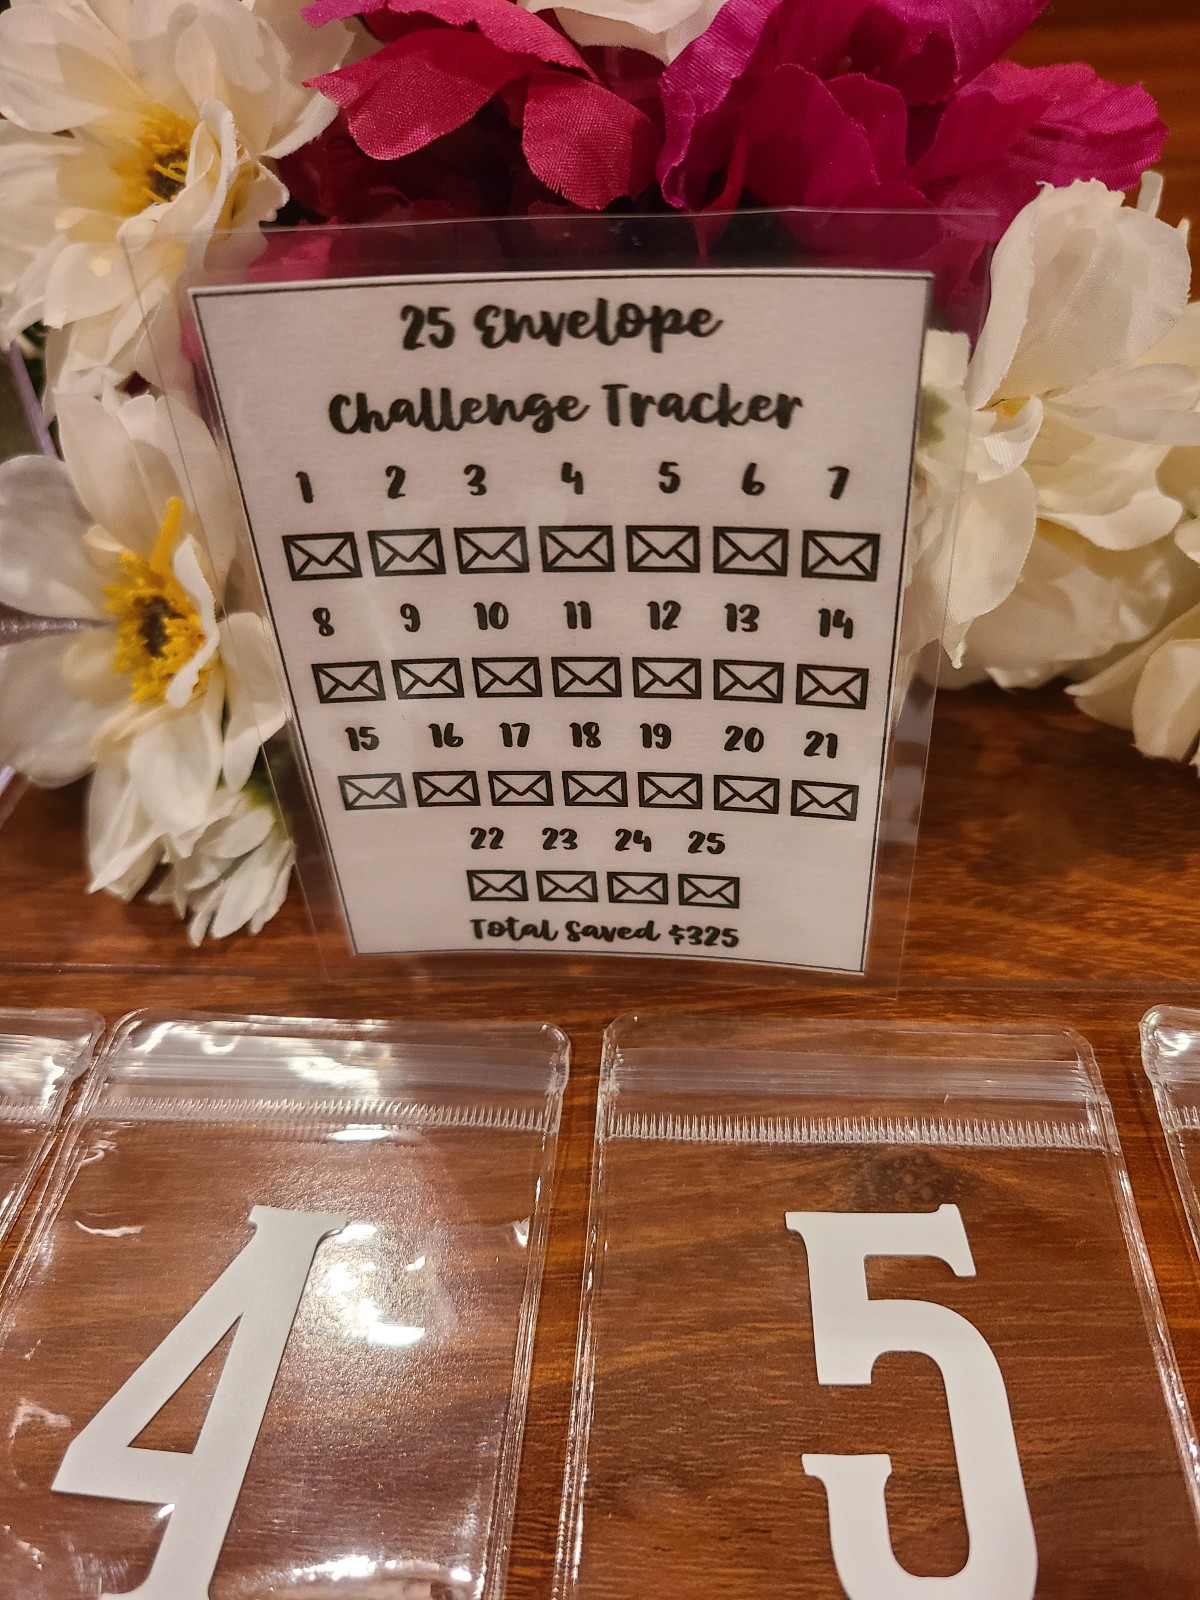 25 Envelope
Challenge Tracker
1 2 3 4 5 6 7
8 9 10 11 12 13 14
15 16 17 18 19 20 21
22 23 24 25
Total Saved $325
4 5